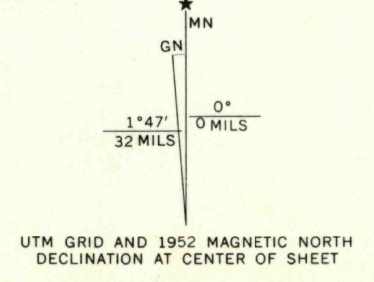 ★
MN
GN
1°47'
32 MILS
0°
0 MILS
UTM GRID AND 1952 MAGNETIC NORTH
DECLINATION AT CENTER OF SHEET